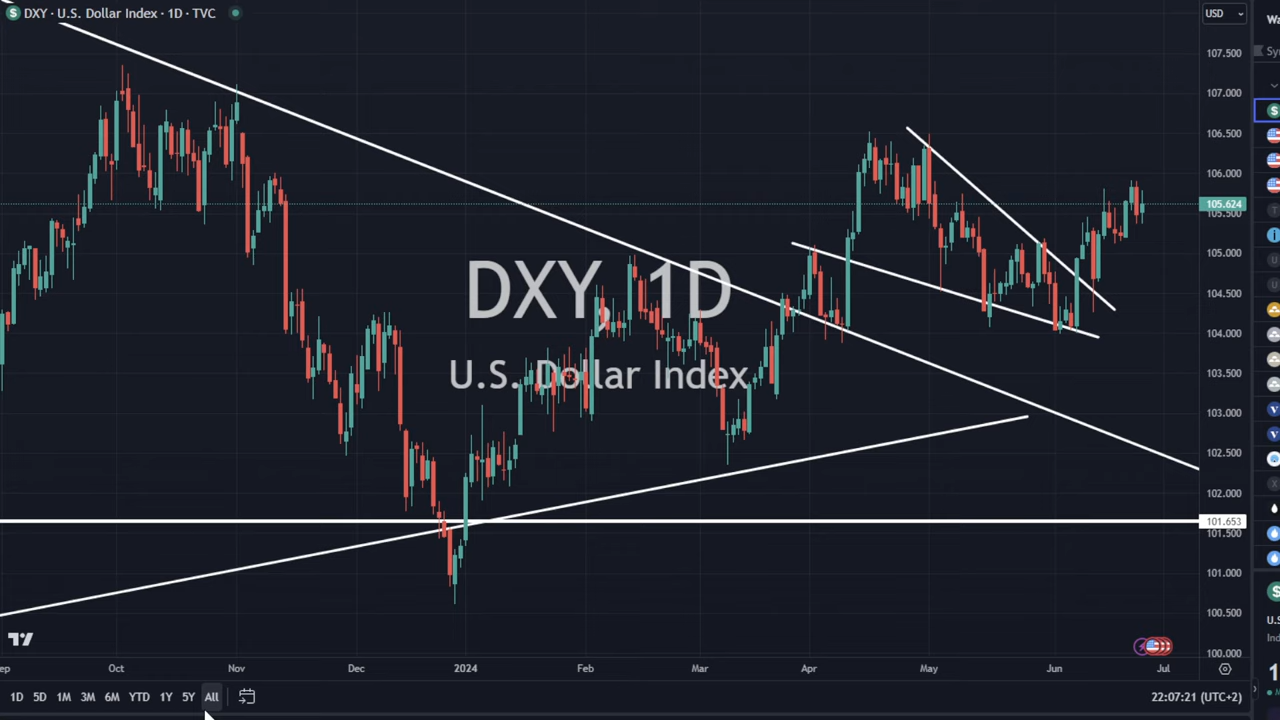 DXY · U.S. Dollar Index · 1D · TVC
USD
107.500
107.000
106.500
106.000
105.624
105.500
105.000
104.500
104.000
103.500
103.000
102.500
102.000
101.653
101.500
101.000
100.500
100.000
DXY, 1D
U.S. Dollar Index
Oct Nov Dec 2024 Feb Mar Apr May Jun Jul
1D 5D 1M 3M 6M YTD 1Y 5Y All
22:07:21 (UTC+2)